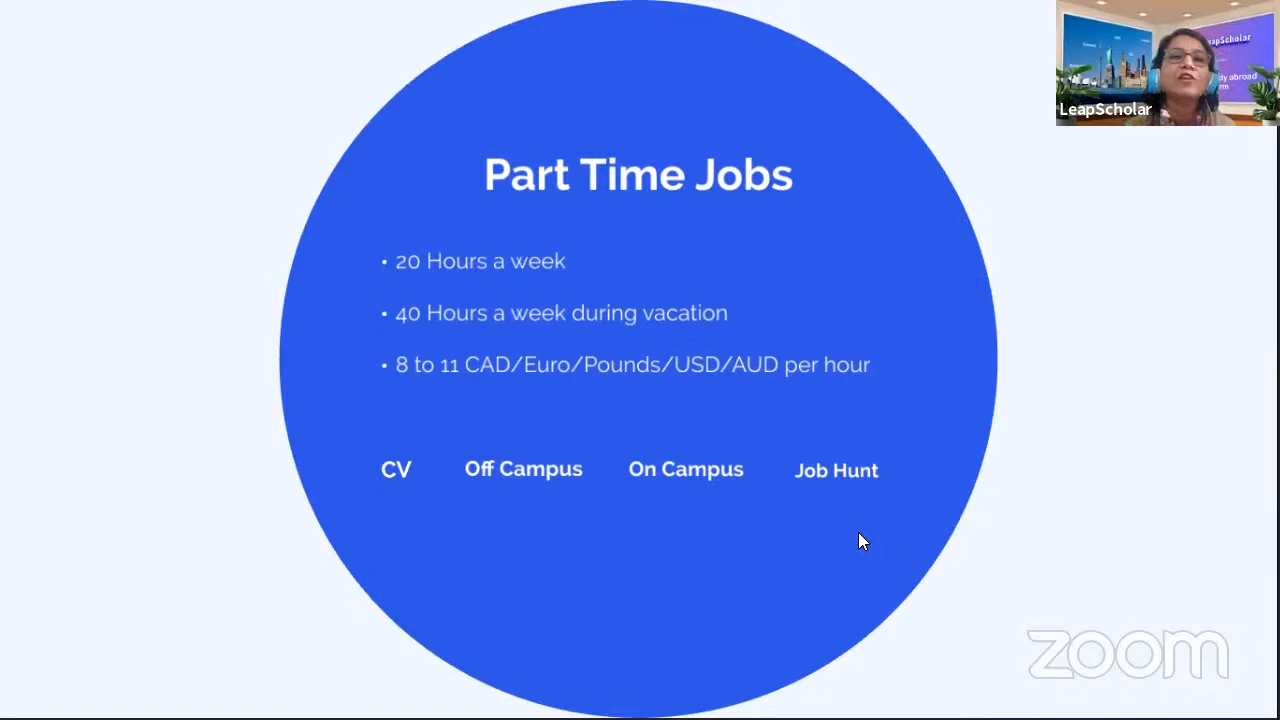 Part Time Jobs
• 20 Hours a week
• 40 Hours a week during vacation
• 8 to 11 CAD/Euro/Pounds/USD/AUD per hour
CV
Off Campus
On Campus
Job Hunt
LeapScholar
zoom